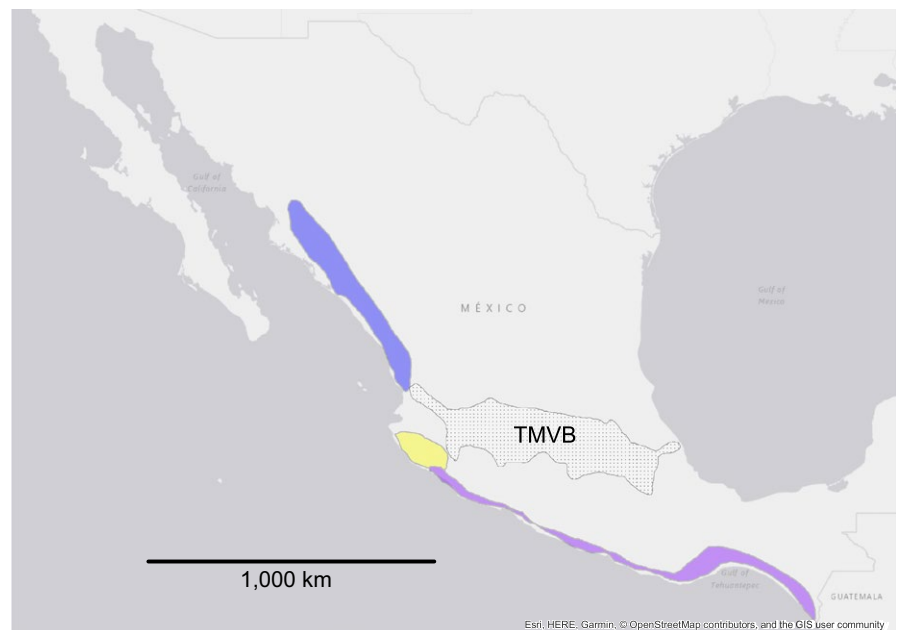 Gulf of
California
MÉXICO
Gulf of
Mexico
TMVB
1,000 km
Gulf of
Tehuantepec
GUATEMALA
Esri, HERE, Garmin, © OpenStreetMap contributors, and the GIS user community